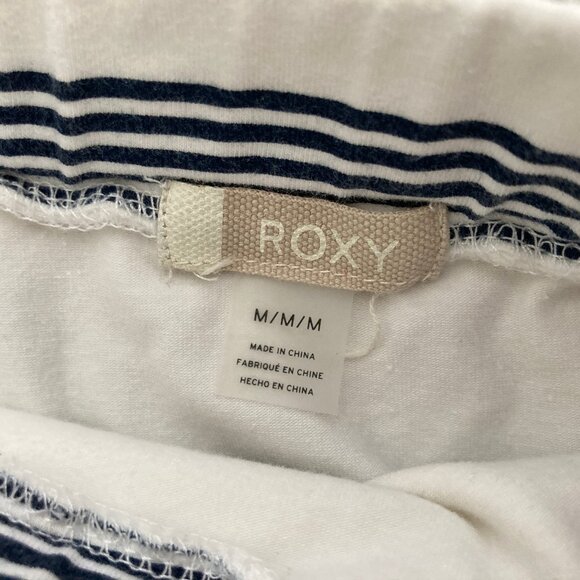 ROXY
M/M/M
MADE IN CHINA
FABRIQUÉ EN CHINE
HECHO EN CHINA